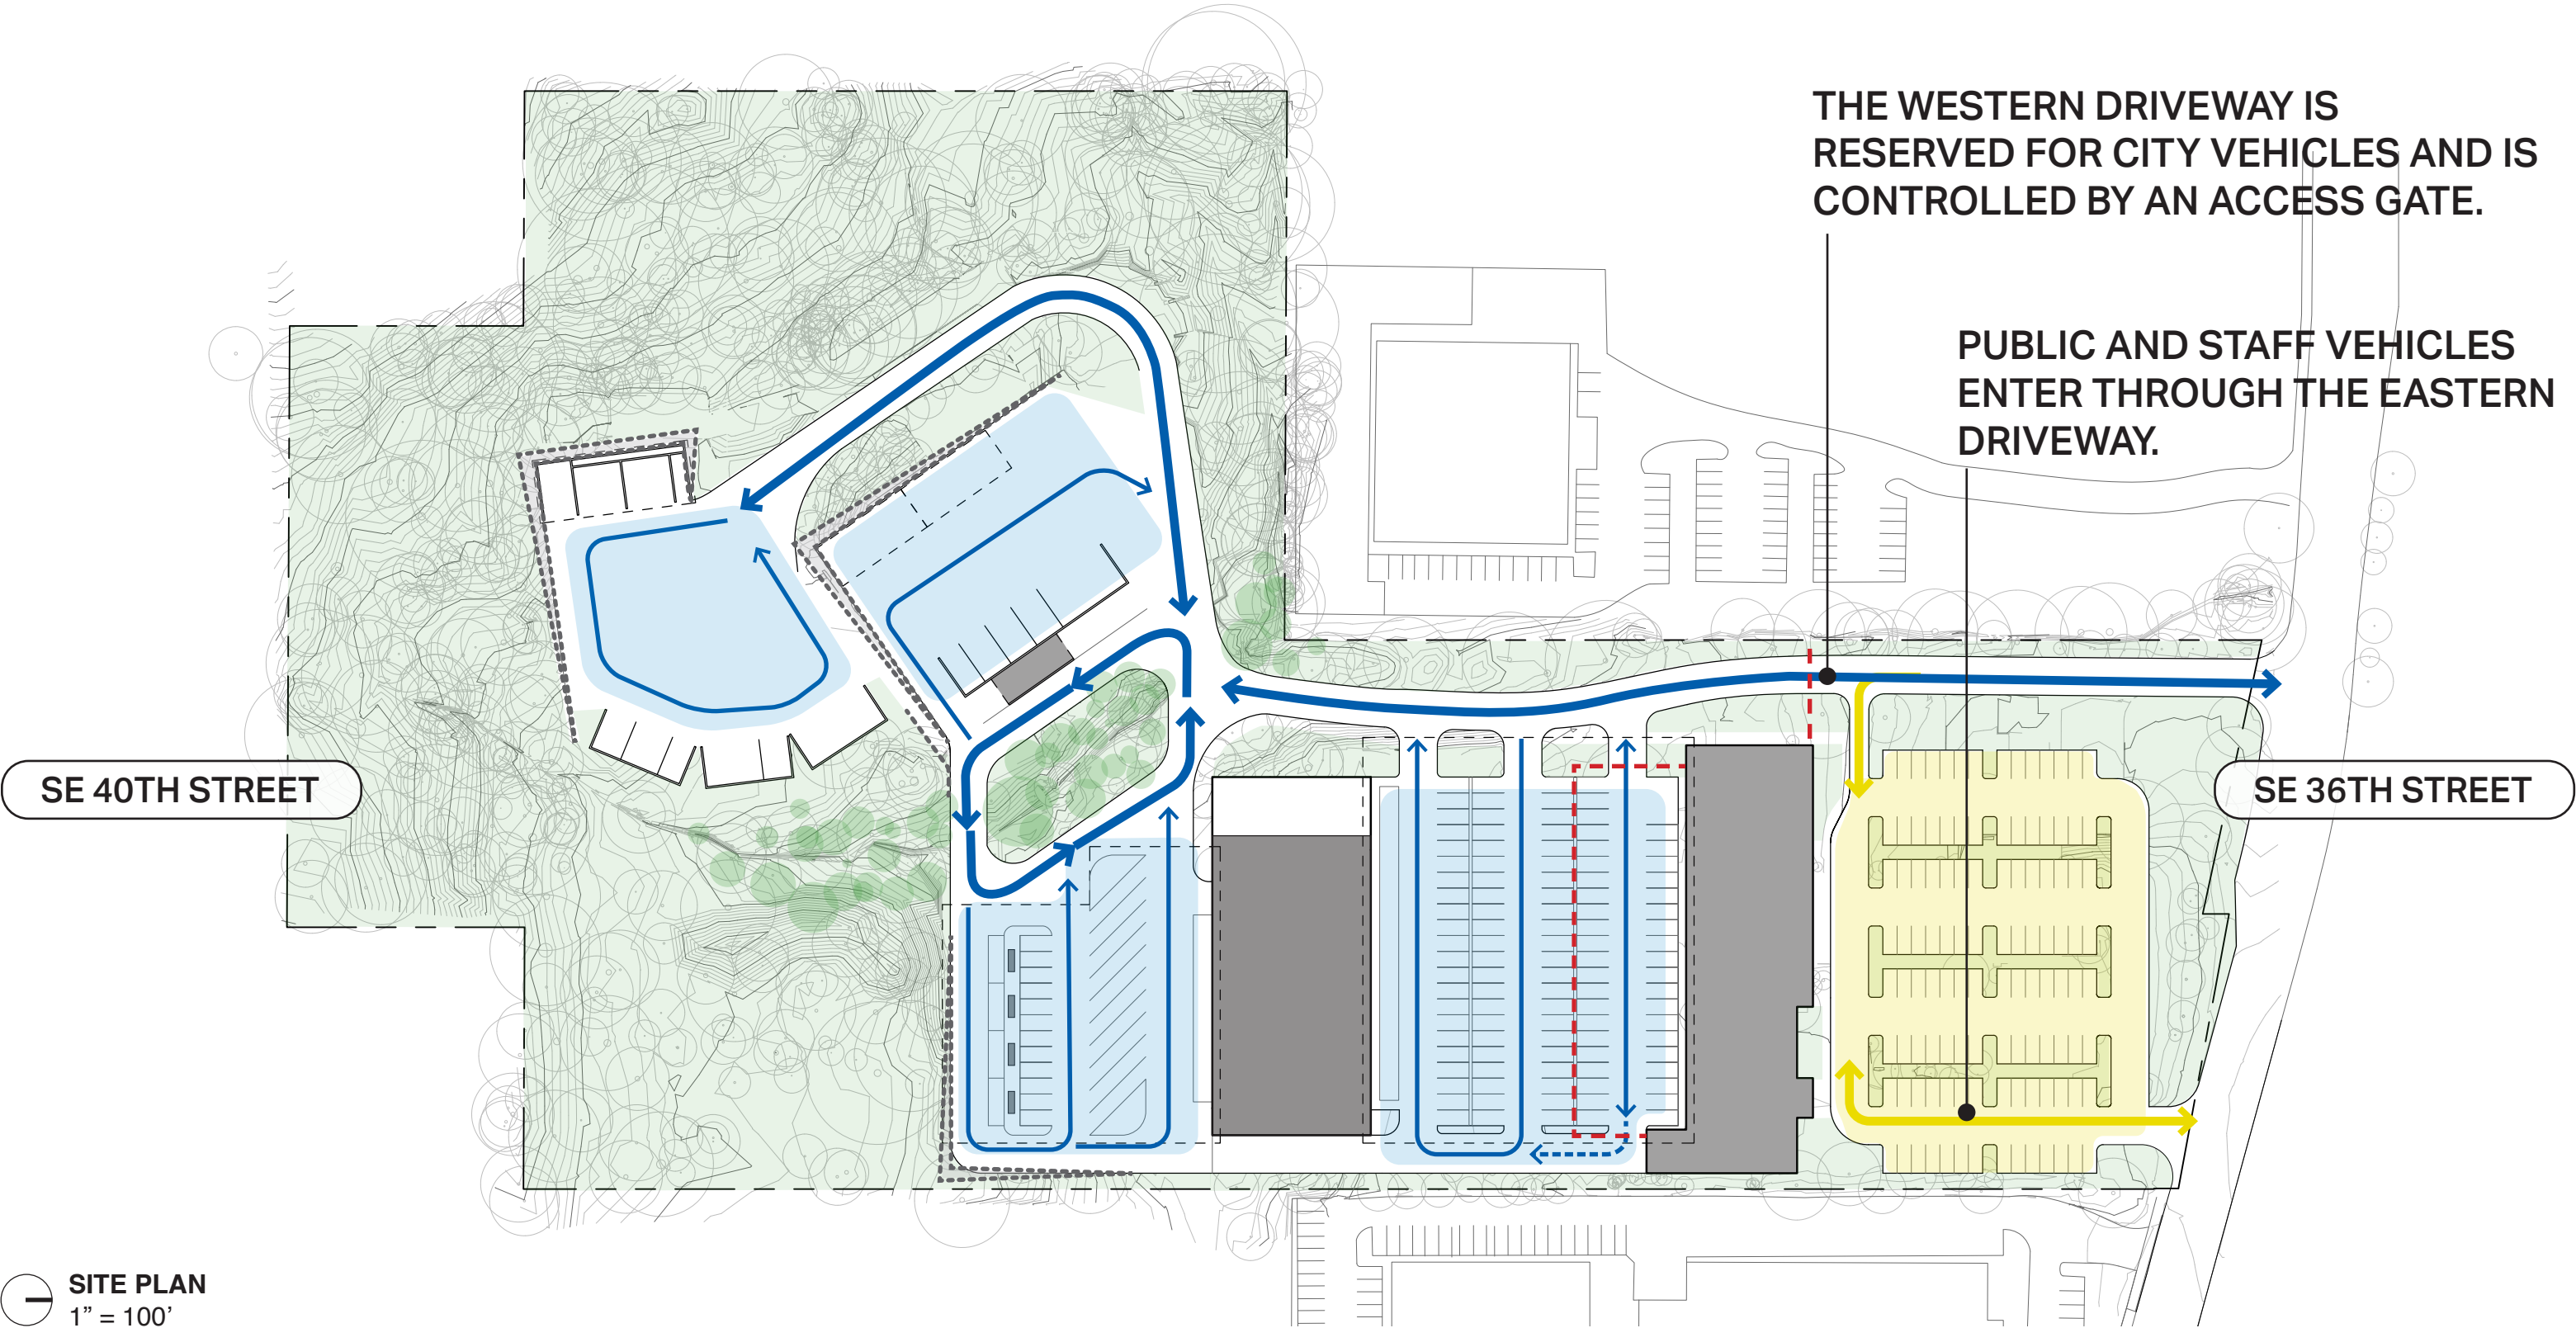 THE WESTERN DRIVEWAY IS
RESERVED FOR CITY VEHICLES AND IS
CONTROLLED BY AN ACCESS GATE.
PUBLIC AND STAFF VEHICLES
ENTER THROUGH THE EASTERN
DRIVEWAY.
SE 40TH STREET
SE 36TH STREET
SITE PLAN
1” = 100’